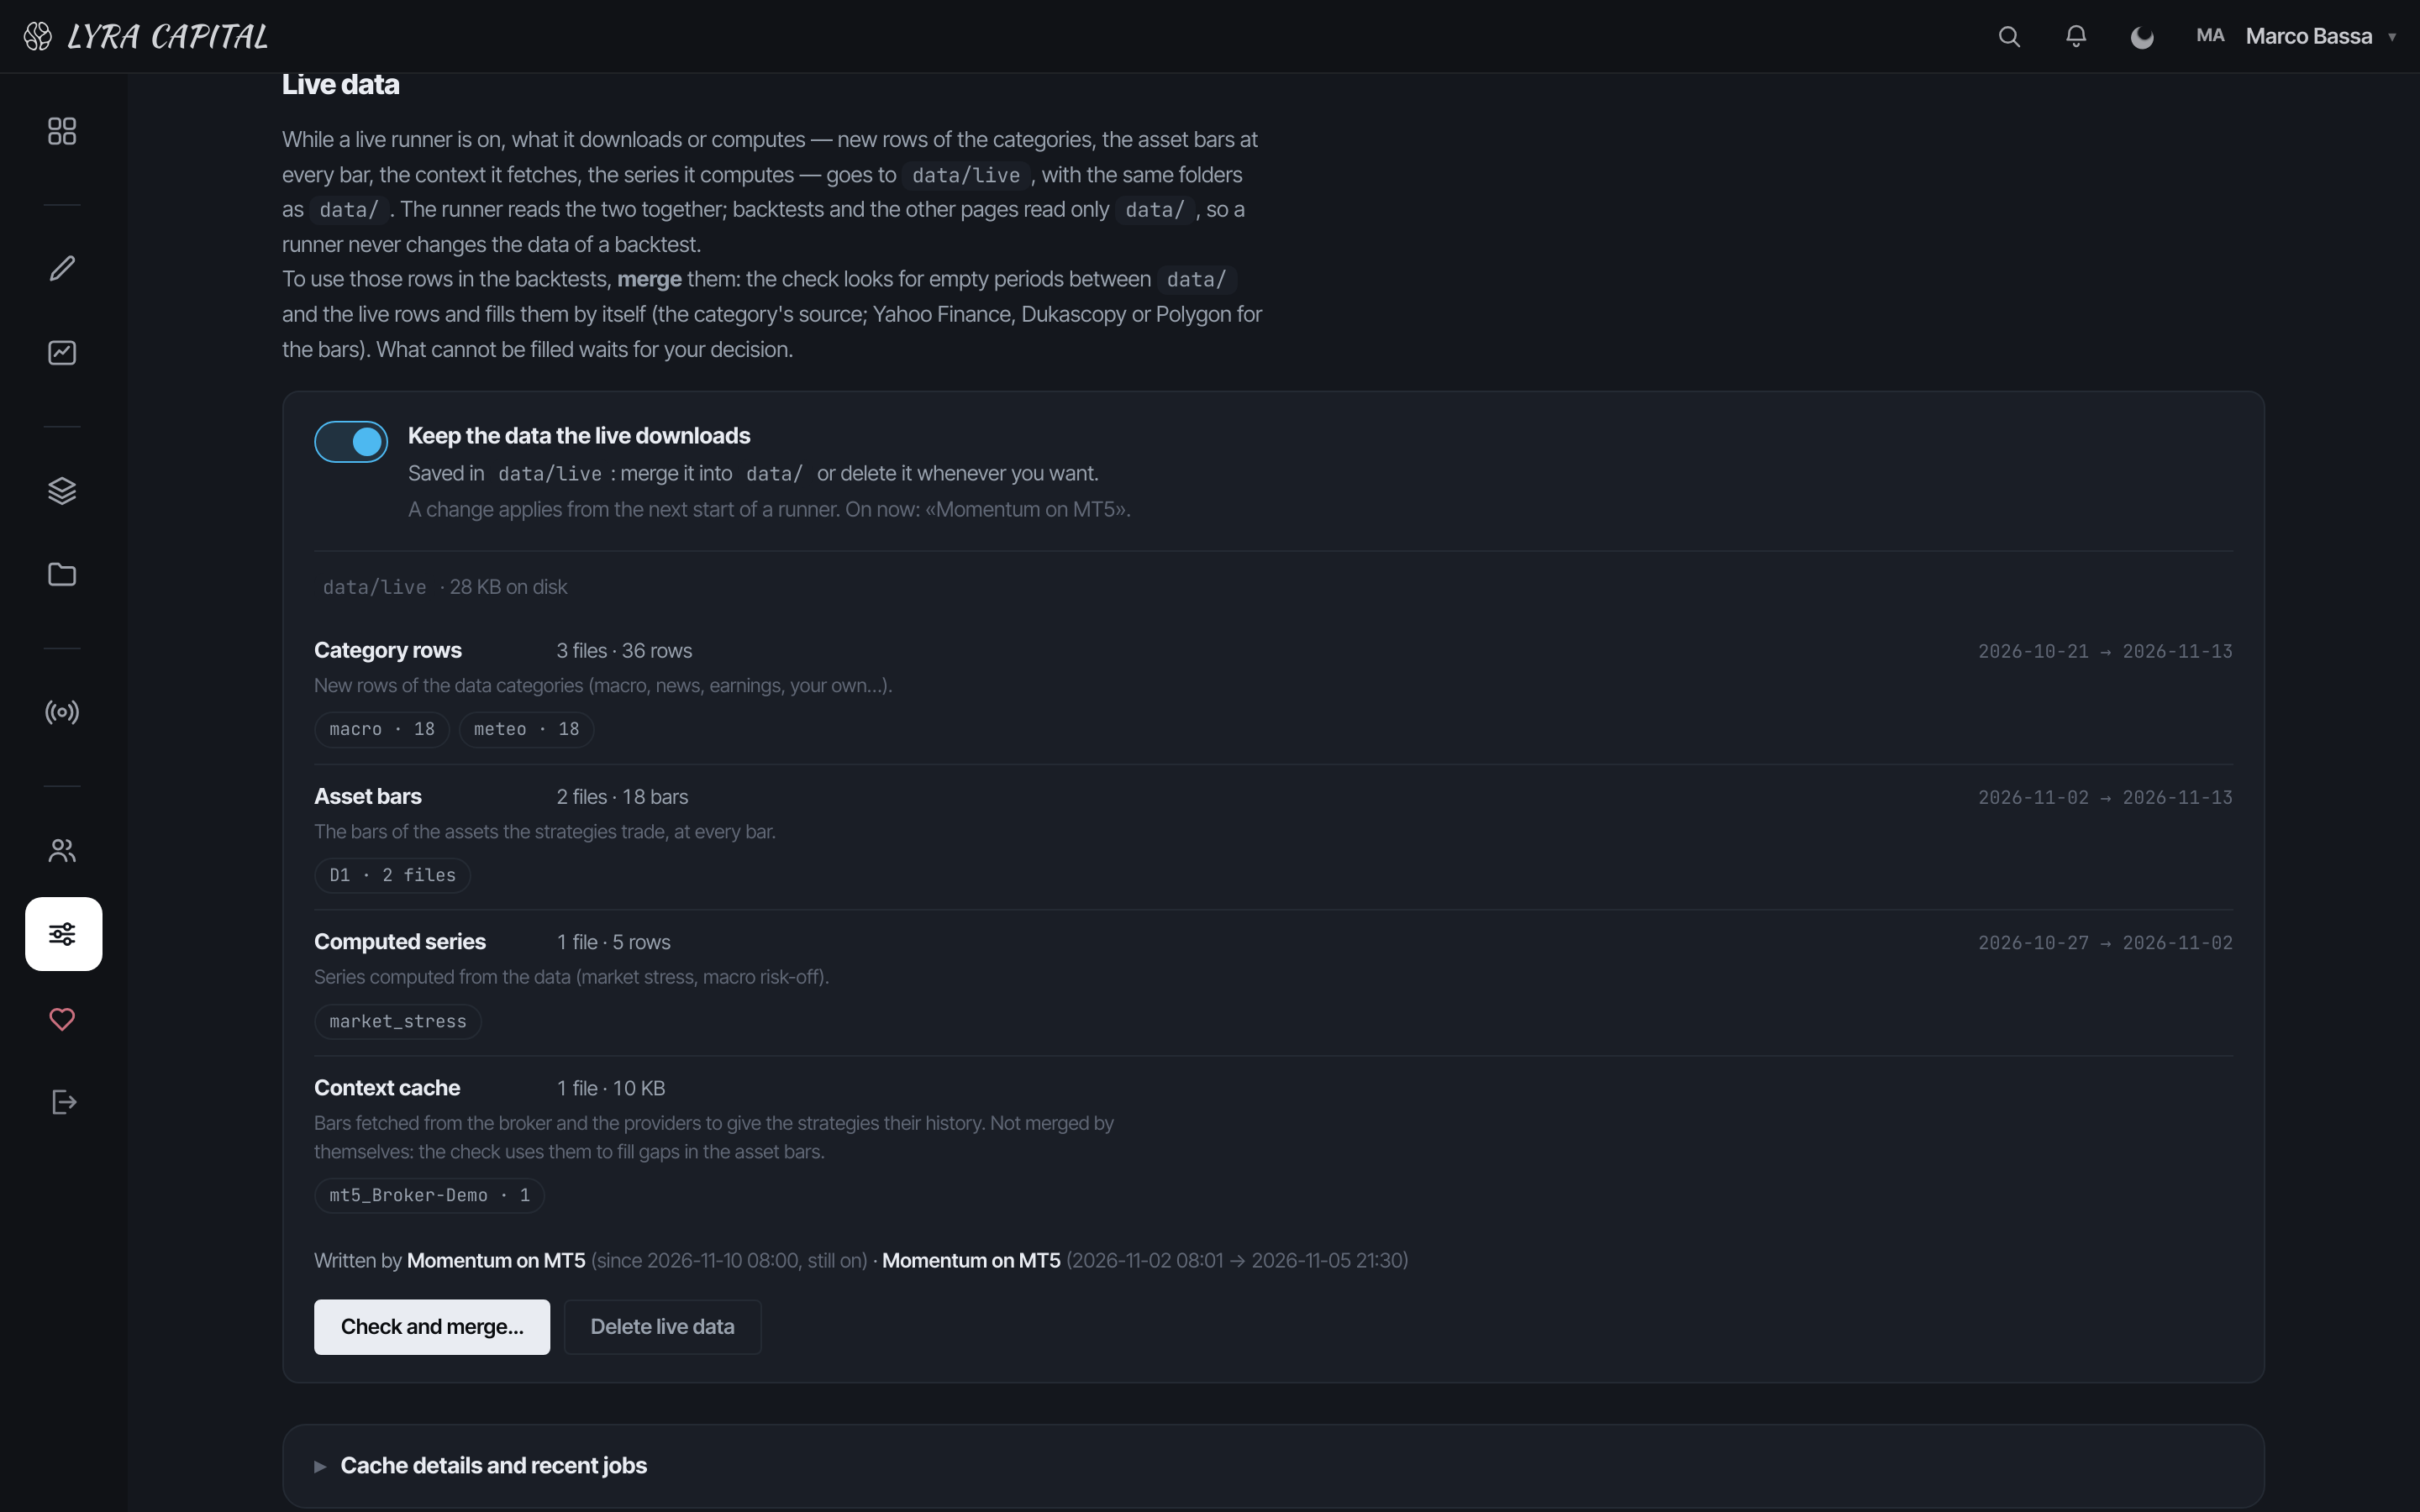 LYRA CAPITAL
MA Marco Bassa ▾
Live data
While a live runner is on, what it downloads or computes — new rows of the categories, the asset bars at
every bar, the context it fetches, the series it computes — goes to data/live, with the same folders
as data/. The runner reads the two together; backtests and the other pages read only data/, so a
runner never changes the data of a backtest.
To use those rows in the backtests, merge them: the check looks for empty periods between data/
and the live rows and fills them by itself (the category's source; Yahoo Finance, Dukascopy or Polygon for
the bars). What cannot be filled waits for your decision.
Keep the data the live downloads
Saved in data/live : merge it into data/ or delete it whenever you want.
A change applies from the next start of a runner. On now: «Momentum on MT5».
data/live · 28 KB on disk
Category rows 3 files · 36 rows 2026-10-21 → 2026-11-13
New rows of the data categories (macro, news, earnings, your own...).
macro · 18 meteo · 18
Asset bars 2 files · 18 bars 2026-11-02 → 2026-11-13
The bars of the assets the strategies trade, at every bar.
D1 · 2 files
Computed series 1 file · 5 rows 2026-10-27 → 2026-11-02
Series computed from the data (market stress, macro risk-off).
market_stress
Context cache 1 file · 10 KB
Bars fetched from the broker and the providers to give the strategies their history. Not merged by
themselves: the check uses them to fill gaps in the asset bars.
mt5_Broker-Demo · 1
Written by Momentum on MT5 (since 2026-11-10 08:00, still on) · Momentum on MT5 (2026-11-02 08:01 → 2026-11-05 21:30)
Check and merge... Delete live data
▶ Cache details and recent jobs